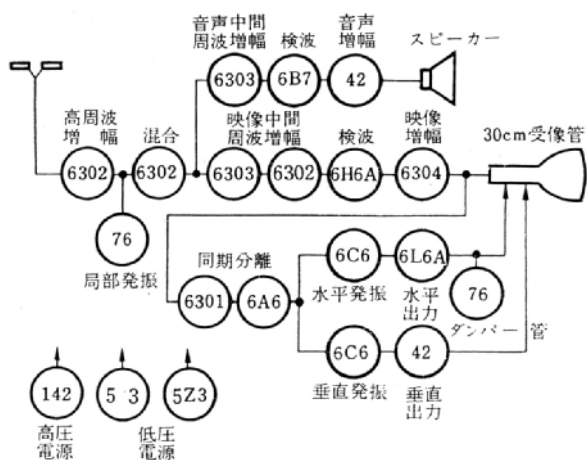 音声中間
周波増幅
検波
音声
増幅
スピーカー
6303
6B7
42
高周波
増幅
混合
映像中間
周波増幅
検波
映像
増幅
30cm受像管
6302
6302
6303
6302
6H6A
6304
76
局部発振
同期分離
6301
6A6
6C6
6L6A
水平発振
水平
出力
76
ダンパー管
6C6
42
垂直発振
垂直
出力
142
5 3
5Z3
高圧
電源
低圧
電源